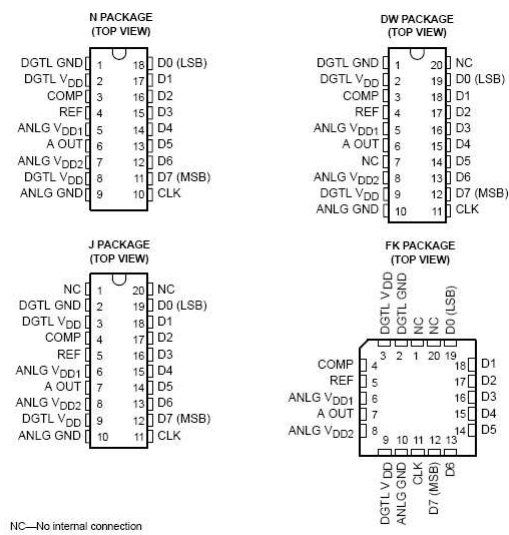 N PACKAGE
(TOP VIEW)
DGTL GND 1 18 D0 (LSB)
DGTL VDD 2 17 D1
COMP 3 16 D2
REF 4 15 D3
ANLG VDD1 5 14 D4
A OUT 6 13 D5
ANLG VDD2 7 12 D6
DGTL VDD 8 11 D7 (MSB)
ANLG GND 9 10 CLK
DW PACKAGE
(TOP VIEW)
DGTL GND 1 20 NC
DGTL VDD 2 19 D0 (LSB)
COMP 3 18 D1
REF 4 17 D2
ANLG VDD1 5 16 D3
A OUT 6 15 D4
NC 7 14 D5
ANLG VDD2 8 13 D6
DGTL VDD 9 12 D7 (MSB)
ANLG GND 10 11 CLK
J PACKAGE
(TOP VIEW)
NC 1 20 NC
DGTL GND 2 19 D0 (LSB)
DGTL VDD 3 18 D1
COMP 4 17 D2
REF 5 16 D3
ANLG VDD1 6 15 D4
A OUT 7 14 D5
ANLG VDD2 8 13 D6
DGTL VDD 9 12 D7 (MSB)
ANLG GND 10 11 CLK
FK PACKAGE
(TOP VIEW)
DGTL VDD
DGTL GND
NC
NC
D0 (LSB)
3 2 1 20 19
COMP 4 18 D1
REF 5 17 D2
ANLG VDD1 6 16 D3
A OUT 7 15 D4
ANLG VDD2 8 14 D5
9 10 11 12 13
DGTL VDD
ANLG GND
CLK
D7 (MSB)
D6
NC—No internal connection